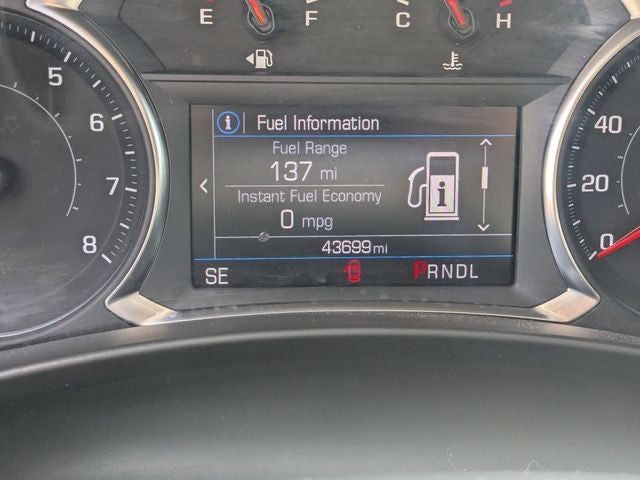 E F C H
5
6
7
8
i Fuel Information
Fuel Range
137 mi
Instant Fuel Economy
0 mpg
i
43699 mi
SE PRNDL
40
20
0